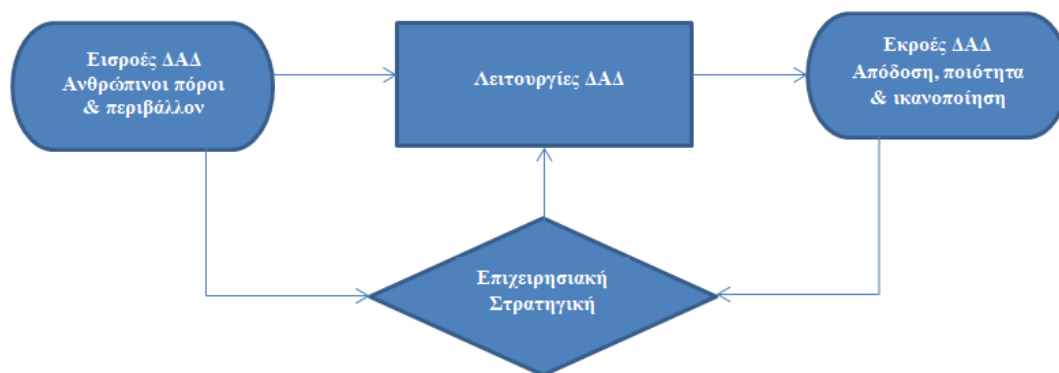 Εισροές ΔΑΔ
Ανθρώπινοι πόροι
& περιβάλλον
Λειτουργίες ΔΑΔ
Εκροές ΔΑΔ
Απόδοση, ποιότητα
& ικανοποίηση
Επιχειρησιακή
Στρατηγική